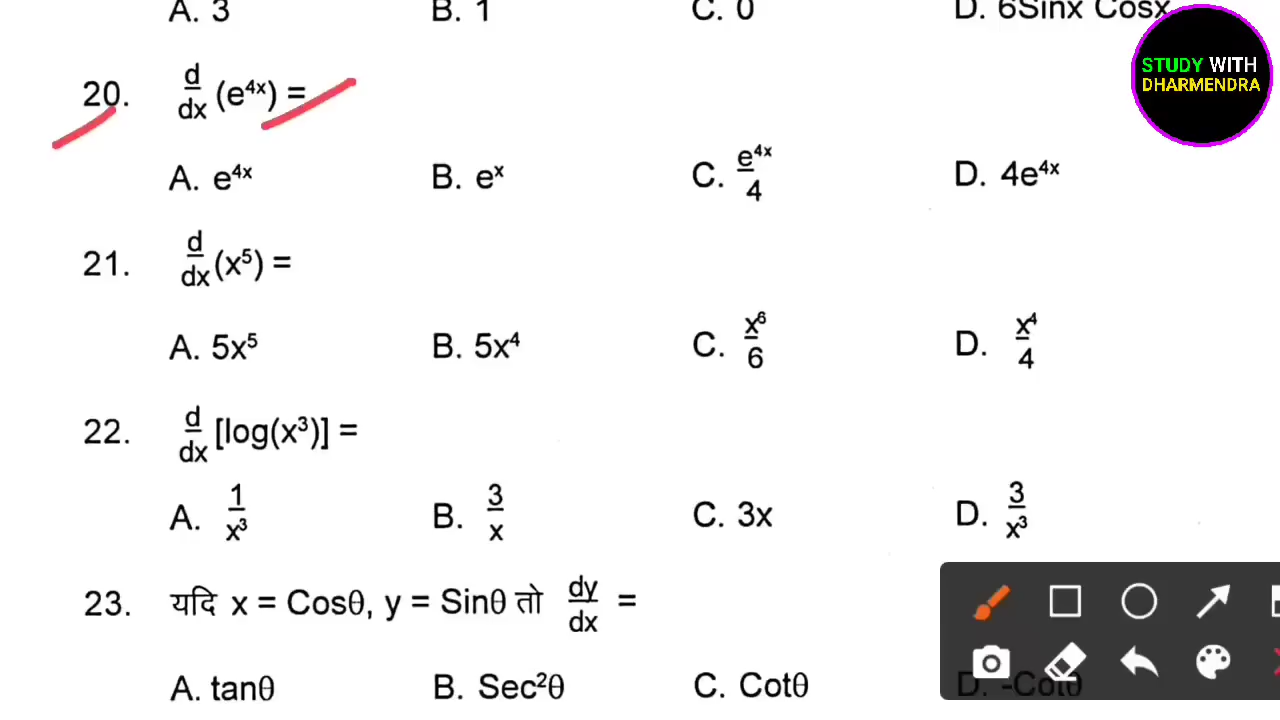 A. 3 B. 1 C. 0 D. 6Sinx Cosx
STUDY WITH
DHARMENDRA
20. d/dx (e⁴ˣ) =
A. e⁴ˣ B. eˣ C. e⁴ˣ/4 D. 4e⁴ˣ
21. d/dx (x⁵) =
A. 5x⁵ B. 5x⁴ C. x⁶/6 D. x⁴/4
22. d/dx [log(x³)] =
A. 1/x³ B. 3/x C. 3x D. 3/x³
23. यदि x = Cosθ, y = Sinθ तो dy/dx =
A. tanθ B. Sec²θ C. Cotθ D. -Cotθ